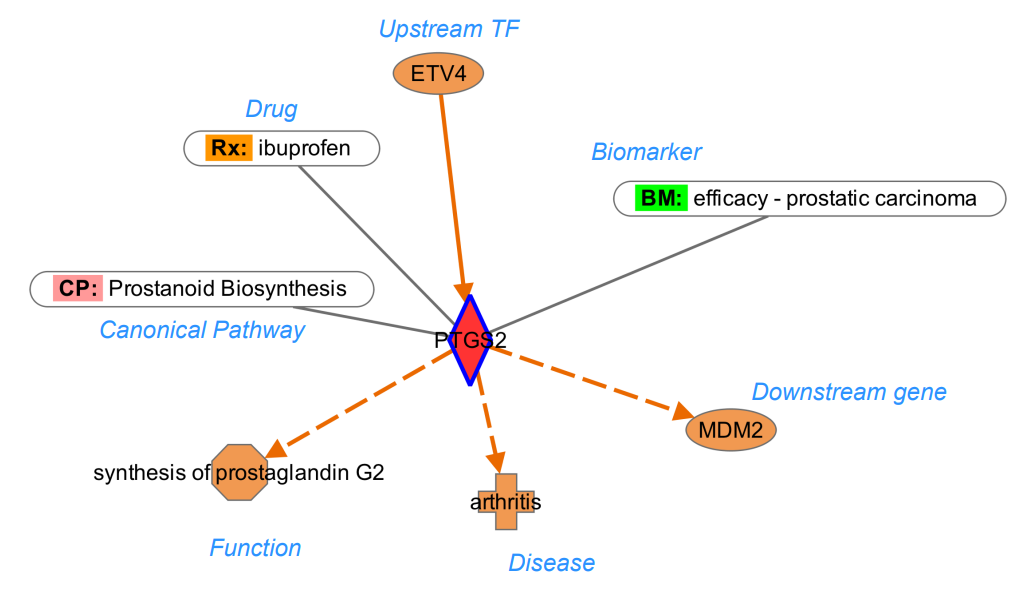 Upstream TF
ETV4
Drug
Rx: ibuprofen
Biomarker
BM: efficacy - prostatic carcinoma
CP: Prostanoid Biosynthesis
Canonical Pathway
PTGS2
Downstream gene
MDM2
synthesis of prostaglandin G2
arthritis
Function
Disease